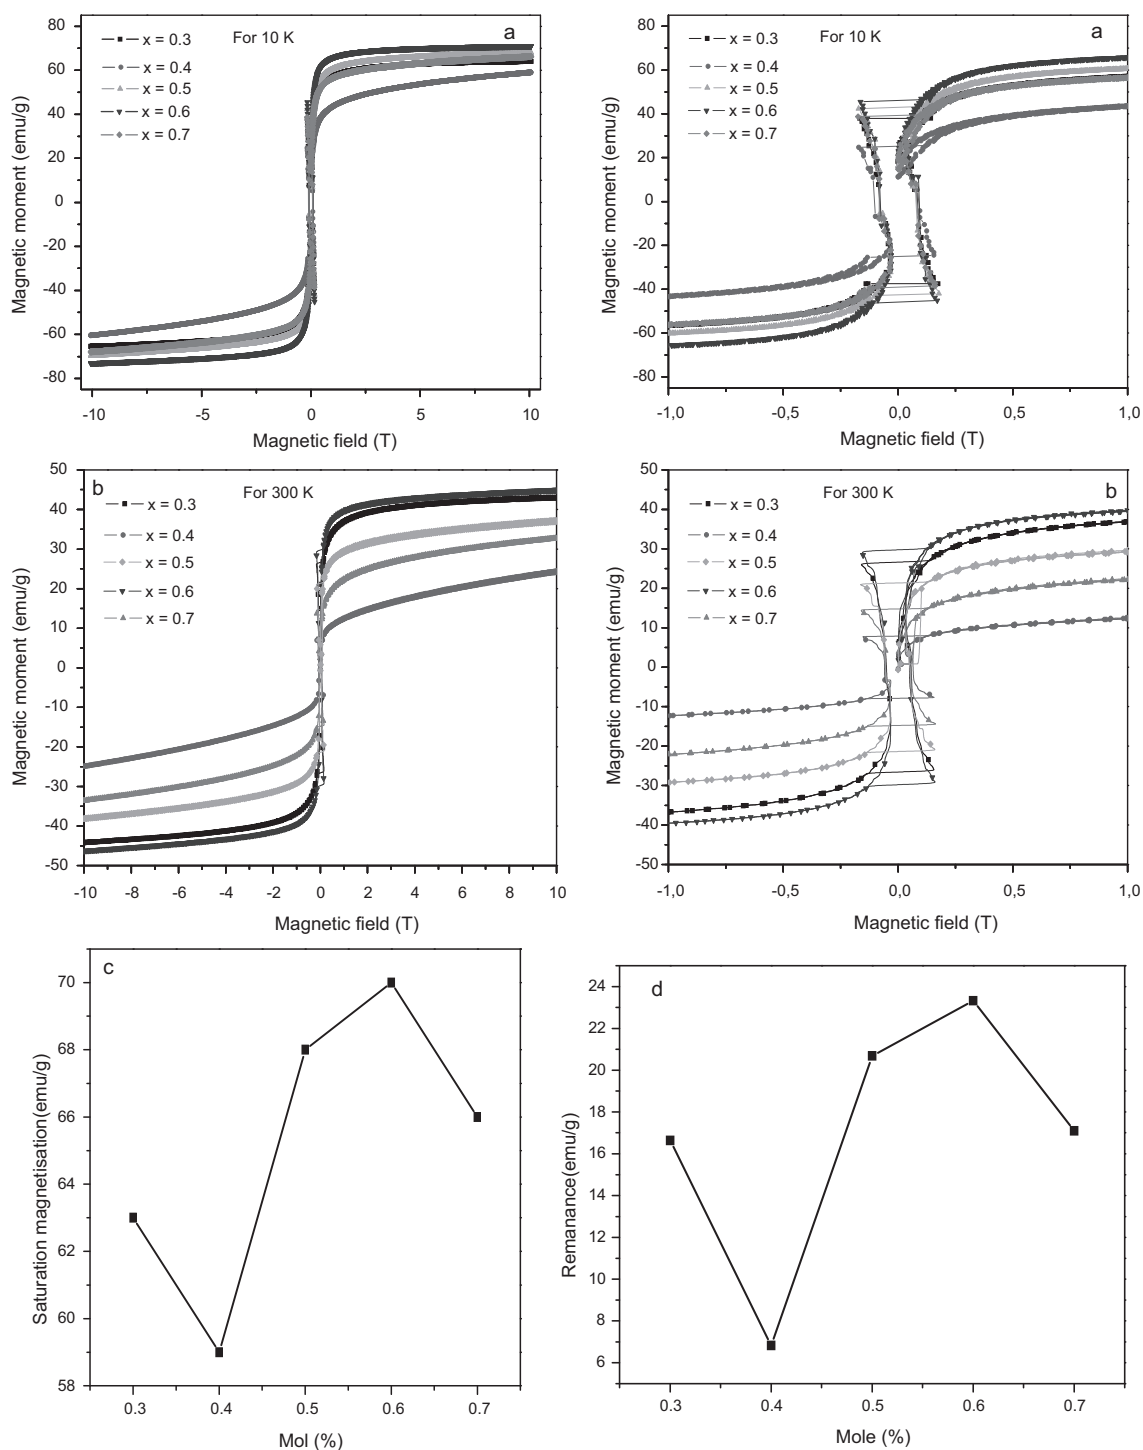 a
For 10 K
x = 0.3
x = 0.4
x = 0.5
x = 0.6
x = 0.7
80
60
40
20
0
-20
-40
-60
-80
-10
-5
0
5
10
Magnetic moment (emu/g)
Magnetic field (T)
a
For 10 K
x = 0.3
x = 0.4
x = 0.5
x = 0.6
x = 0.7
80
60
40
20
0
-20
-40
-60
-80
-1,0
-0,5
0,0
0,5
1,0
Magnetic moment (emu/g)
Magnetic field (T)
b
For 300 K
x = 0.3
x = 0.4
x = 0.5
x = 0.6
x = 0.7
50
40
30
20
10
0
-10
-20
-30
-40
-50
-10
-8
-6
-4
-2
0
2
4
6
8
10
Magnetic moment (emu/g)
Magnetic field (T)
b
For 300 K
x = 0.3
x = 0.4
x = 0.5
x = 0.6
x = 0.7
50
40
30
20
10
0
-10
-20
-30
-40
-50
-1,0
-0,5
0,0
0,5
1,0
Magnetic moment (emu/g)
Magnetic field (T)
c
70
68
66
64
62
60
58
0.3
0.4
0.5
0.6
0.7
Saturation magnetisation(emu/g)
Mol (%)
d
24
22
20
18
16
14
12
10
8
6
0.3
0.4
0.5
0.6
0.7
Remanance(emu/g)
Mole (%)